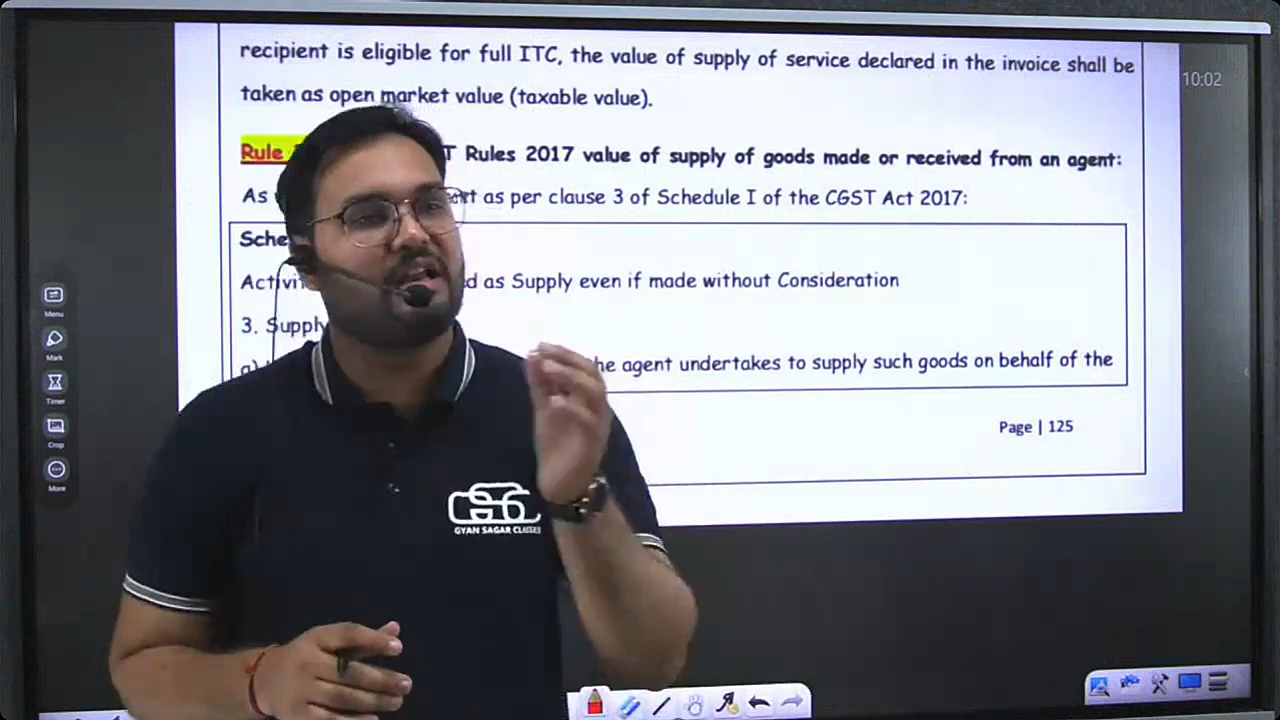 recipient is eligible for full ITC, the value of supply of service declared in the invoice shall be
taken as open market value (taxable value).
10:02
Rule T Rules 2017 value of supply of goods made or received from an agent:
As as per clause 3 of Schedule I of the CGST Act 2017:
Sche
Activit d as Supply even if made without Consideration
3. Supply
a) he agent undertakes to supply such goods on behalf of the
Page | 125
Menu
Mark
Timer
Crop
More
GSC
GYAN SAGAR CLASSES